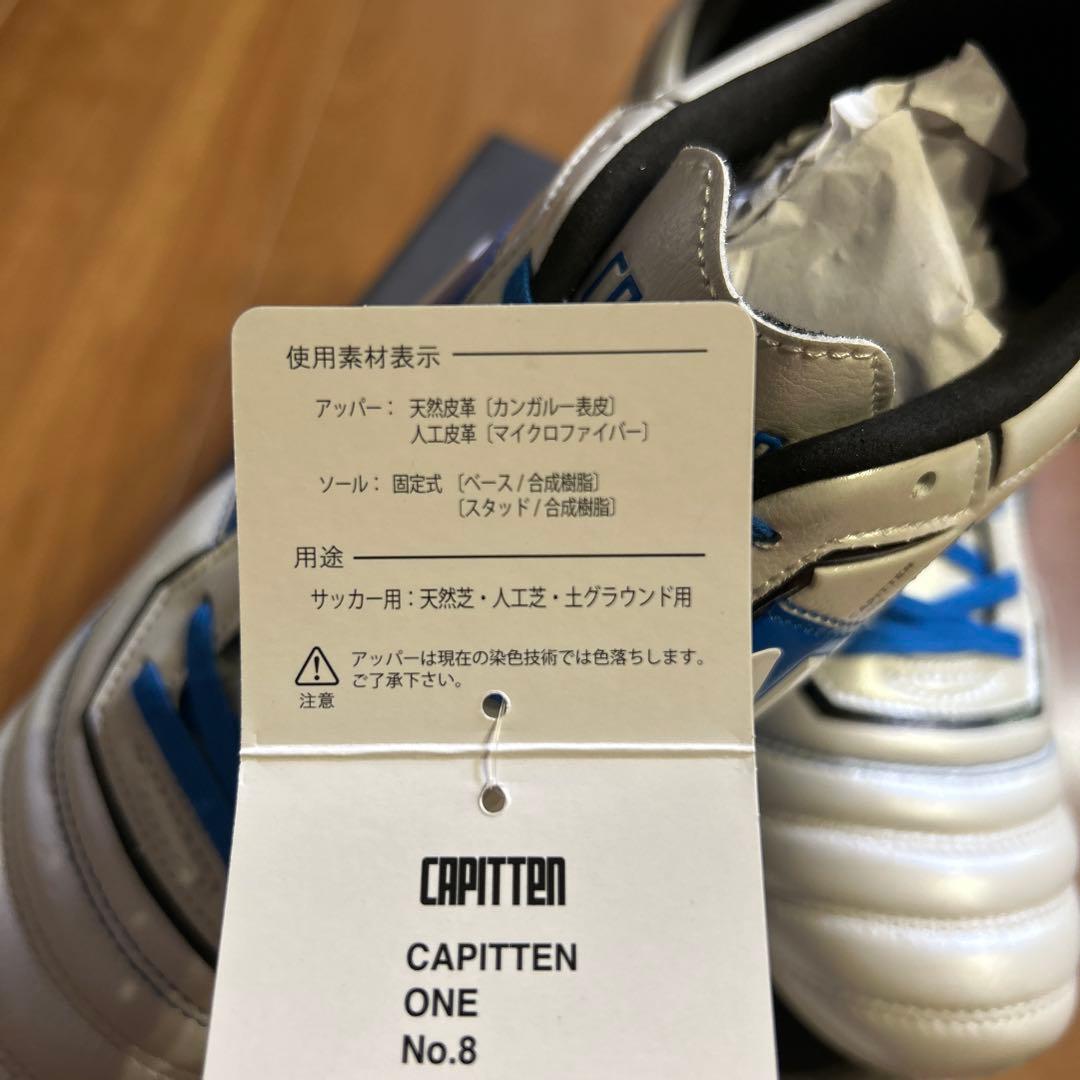 使用素材表示
アッパー： 天然皮革〔カンガルー表皮〕
人工皮革〔マイクロファイバー〕
ソール： 固定式 〔ベース / 合成樹脂〕
〔スタッド / 合成樹脂〕
用途
サッカー用：天然芝・人工芝・土グラウンド用
アッパーは現在の染色技術では色落ちします。
ご了承下さい。
注意
CAPITTEN
CAPITTEN
ONE
No.8
CAPITTEN